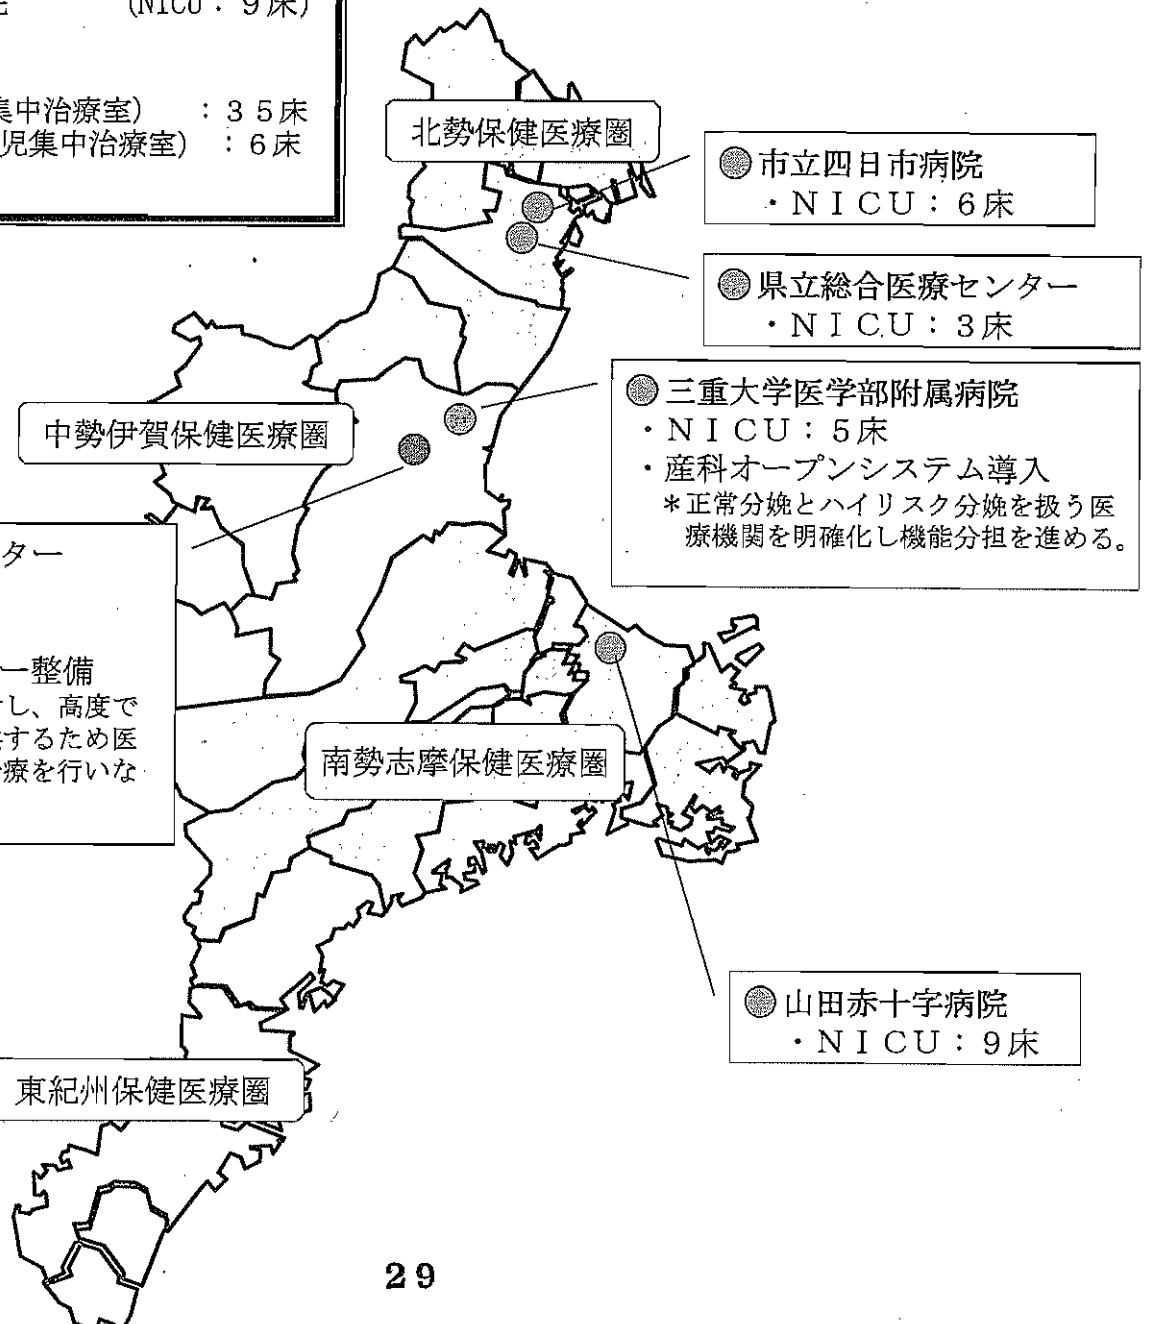 (NICU:9床)
集中治療室) :35床
児集中治療室) :6床
北勢保健医療圏
市立四日市病院
・NICU:6床
県立総合医療センター
・NICU:3床
三重大学医学部附属病院
・NICU:5床
・産科オープンシステム導入
*正常分娩とハイリスク分娩を扱う医
療機関を明確化し機能分担を進める。
中勢伊賀保健医療圏
ター
ー整備
し、高度で
するため医
療を行いな
南勢志摩保健医療圏
山田赤十字病院
・NICU:9床
東紀州保健医療圏
29